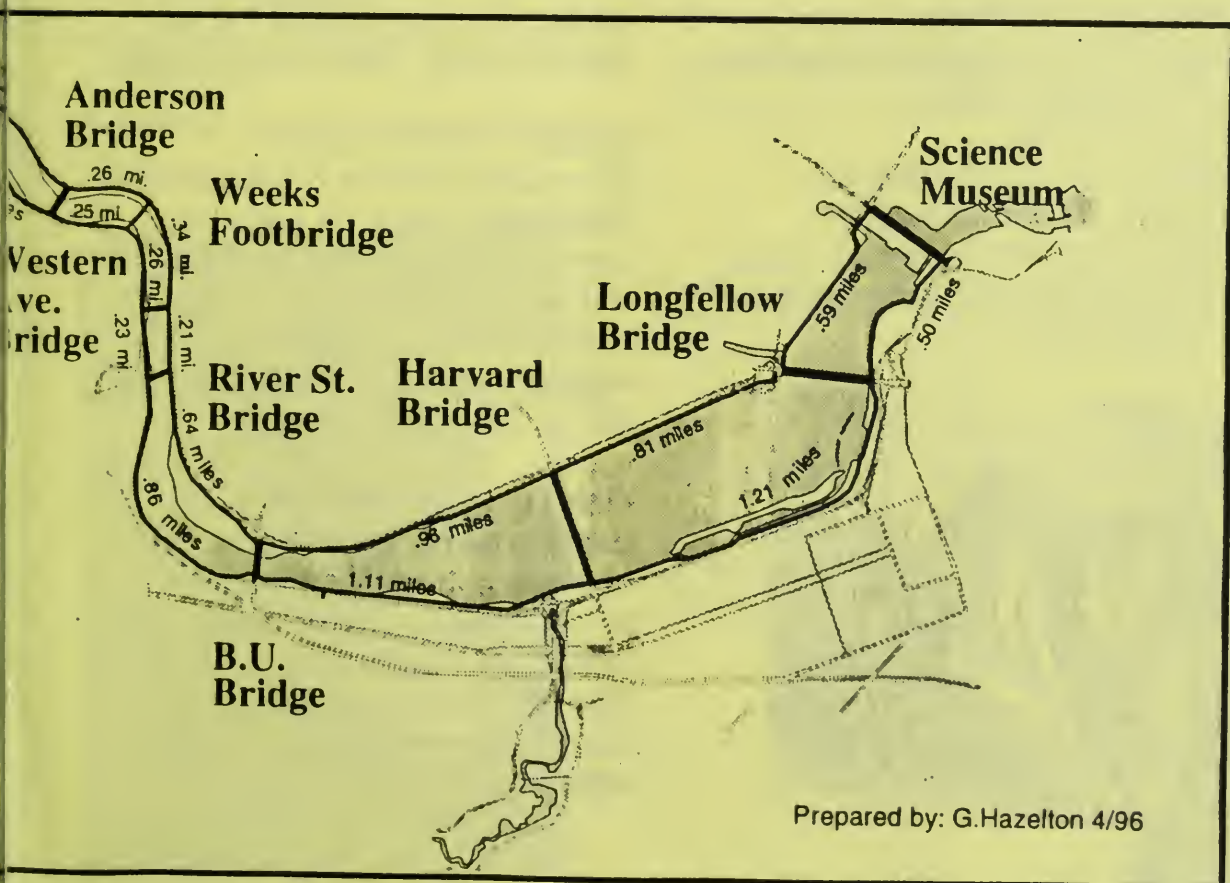 Anderson
Bridge
.26 mi.
.25 mi.
Weeks
Footbridge
.34 mi.
.26 mi.
Western
Ave.
Bridge
.23 mi.
.21 mi.
River St.
Bridge
.64 miles
.86 miles
Harvard
Bridge
Longfellow
Bridge
Science
Museum
.59 miles
.50 miles
.81 miles
1.21 miles
.98 miles
1.11 miles
B.U.
Bridge
Prepared by: G.Hazelton 4/96